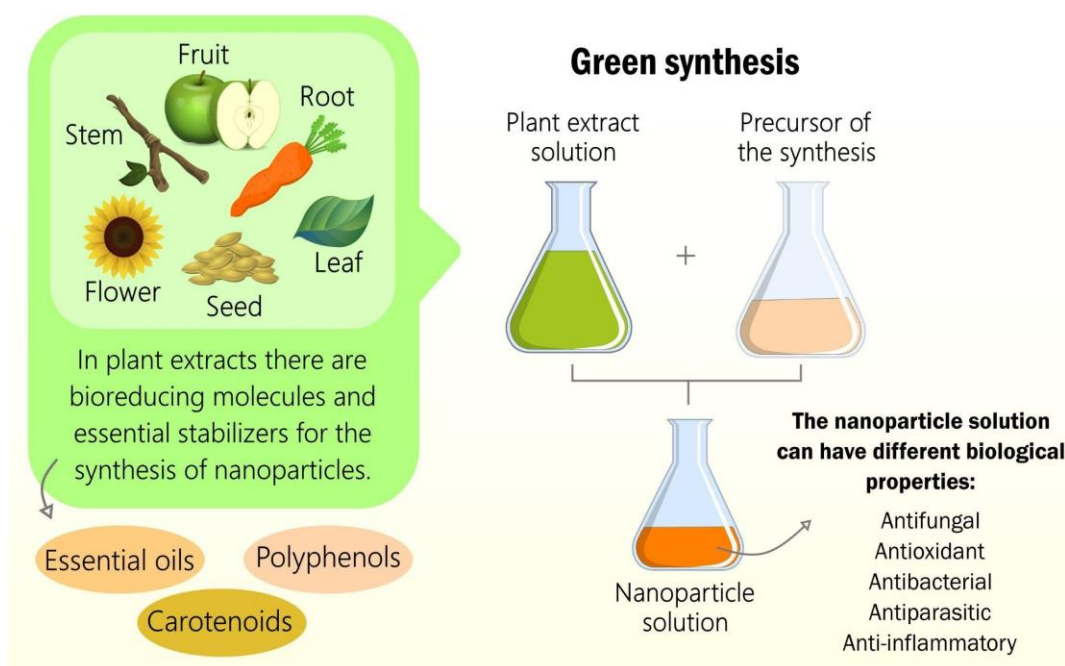 Fruit
Root
Stem
Leaf
Flower
Seed
In plant extracts there are
bioreducing molecules and
essential stabilizers for the
synthesis of nanoparticles.
Essential oils
Polyphenols
Carotenoids
Green synthesis
Plant extract
solution
+
Precursor of
the synthesis
Nanoparticle
solution
The nanoparticle solution
can have different biological
properties:
Antifungal
Antioxidant
Antibacterial
Antiparasitic
Anti-inflammatory